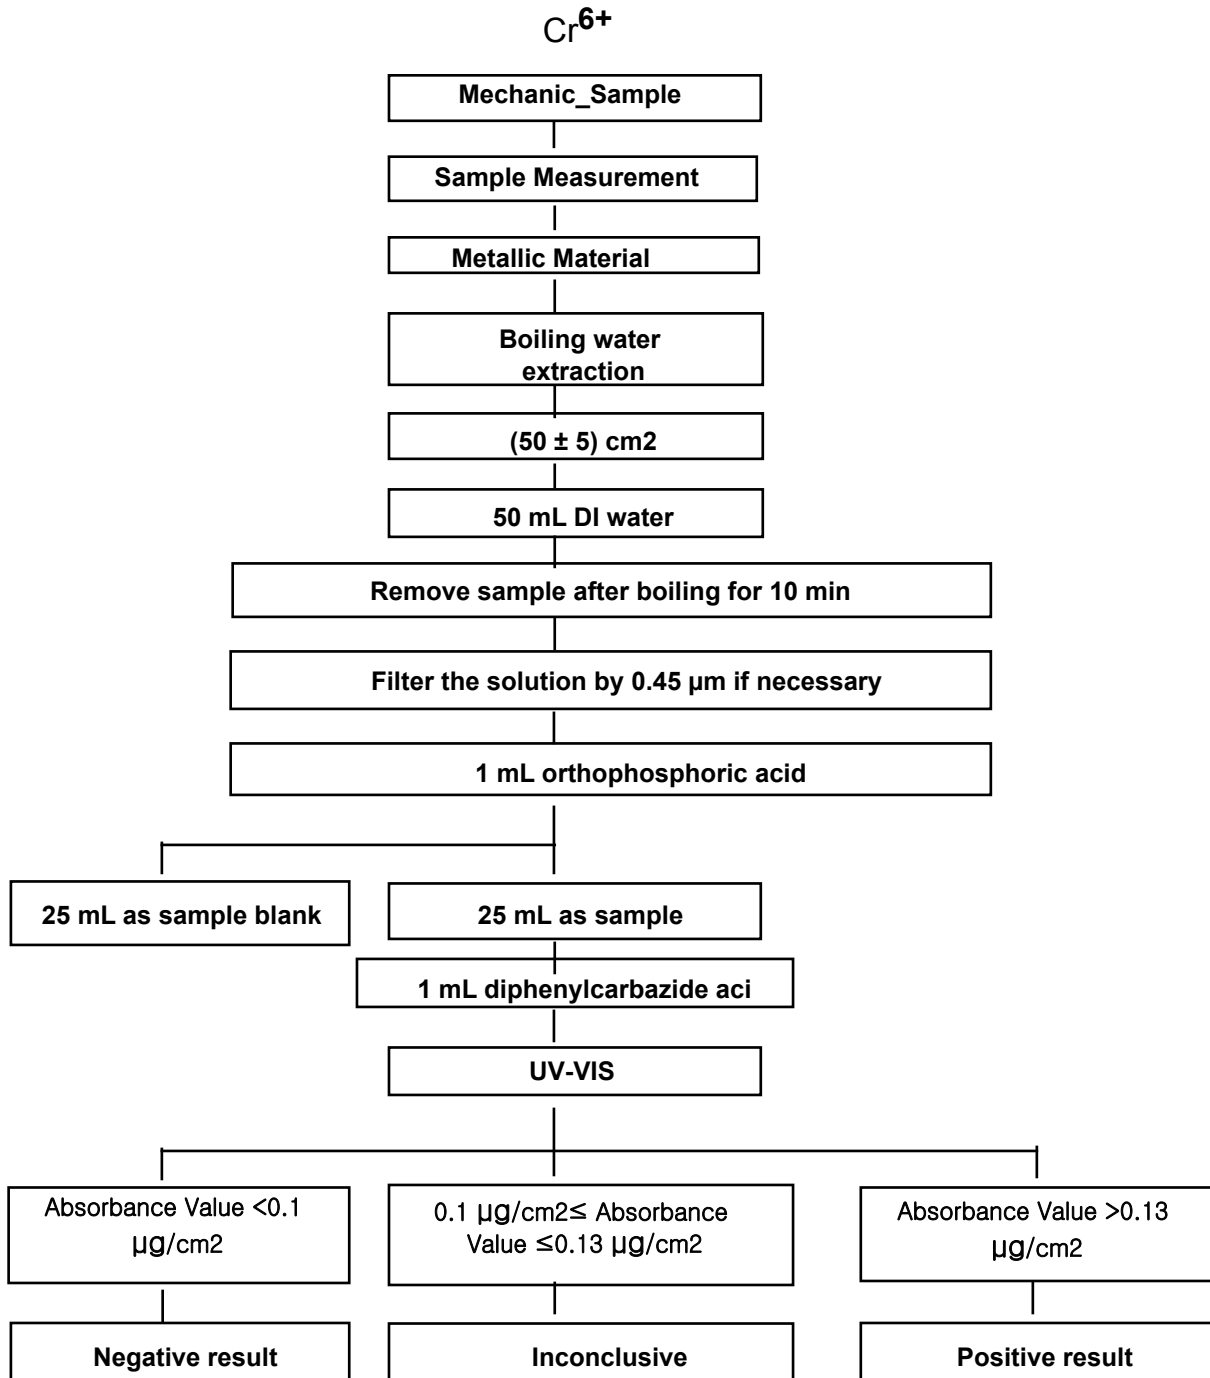 Cr6+
Mechanic_Sample
Sample Measurement
Metallic Material
Boiling water
extraction
(50 ± 5) cm2
50 mL DI water
Remove sample after boiling for 10 min
Filter the solution by 0.45 µm if necessary
1 mL orthophosphoric acid
25 mL as sample blank
25 mL as sample
1 mL diphenylcarbazide aci
UV-VIS
Absorbance Value <0.1
µg/cm2
0.1 µg/cm2≤ Absorbance
Value ≤0.13 µg/cm2
Absorbance Value >0.13
µg/cm2
Negative result
Inconclusive
Positive result